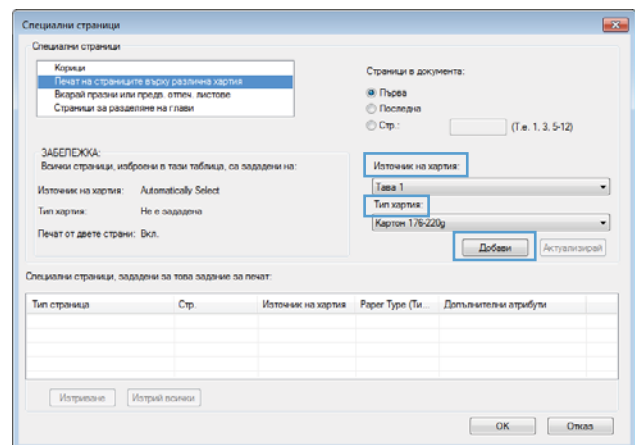 Специални страници
Специални страници
Корици
Печат на страниците върху различна хартия
Вкарай празни или предв. отпеч. листове
Страници за разделяне на глави
Страници в документа:
Първа
Последна
Стр.:
(Т.е. 1, 3, 5-12)
ЗАБЕЛЕЖКА:
Всички страници, изброени в тази таблица, са зададени на:
Източник на хартия: Automatically Select
Тип хартия: Не е зададена
Печат от двете страни: Вкл.
Източник на хартия:
Тава 1
Тип хартия:
Картон 176-220g
Добави Актуализирай
Специални страници, зададени за това задание за печат:
Тип страница Стр. Източник на хартия Paper Type (Ти... Допълнителни атрибути
Изтриване Изтрий всички
OK Отказ